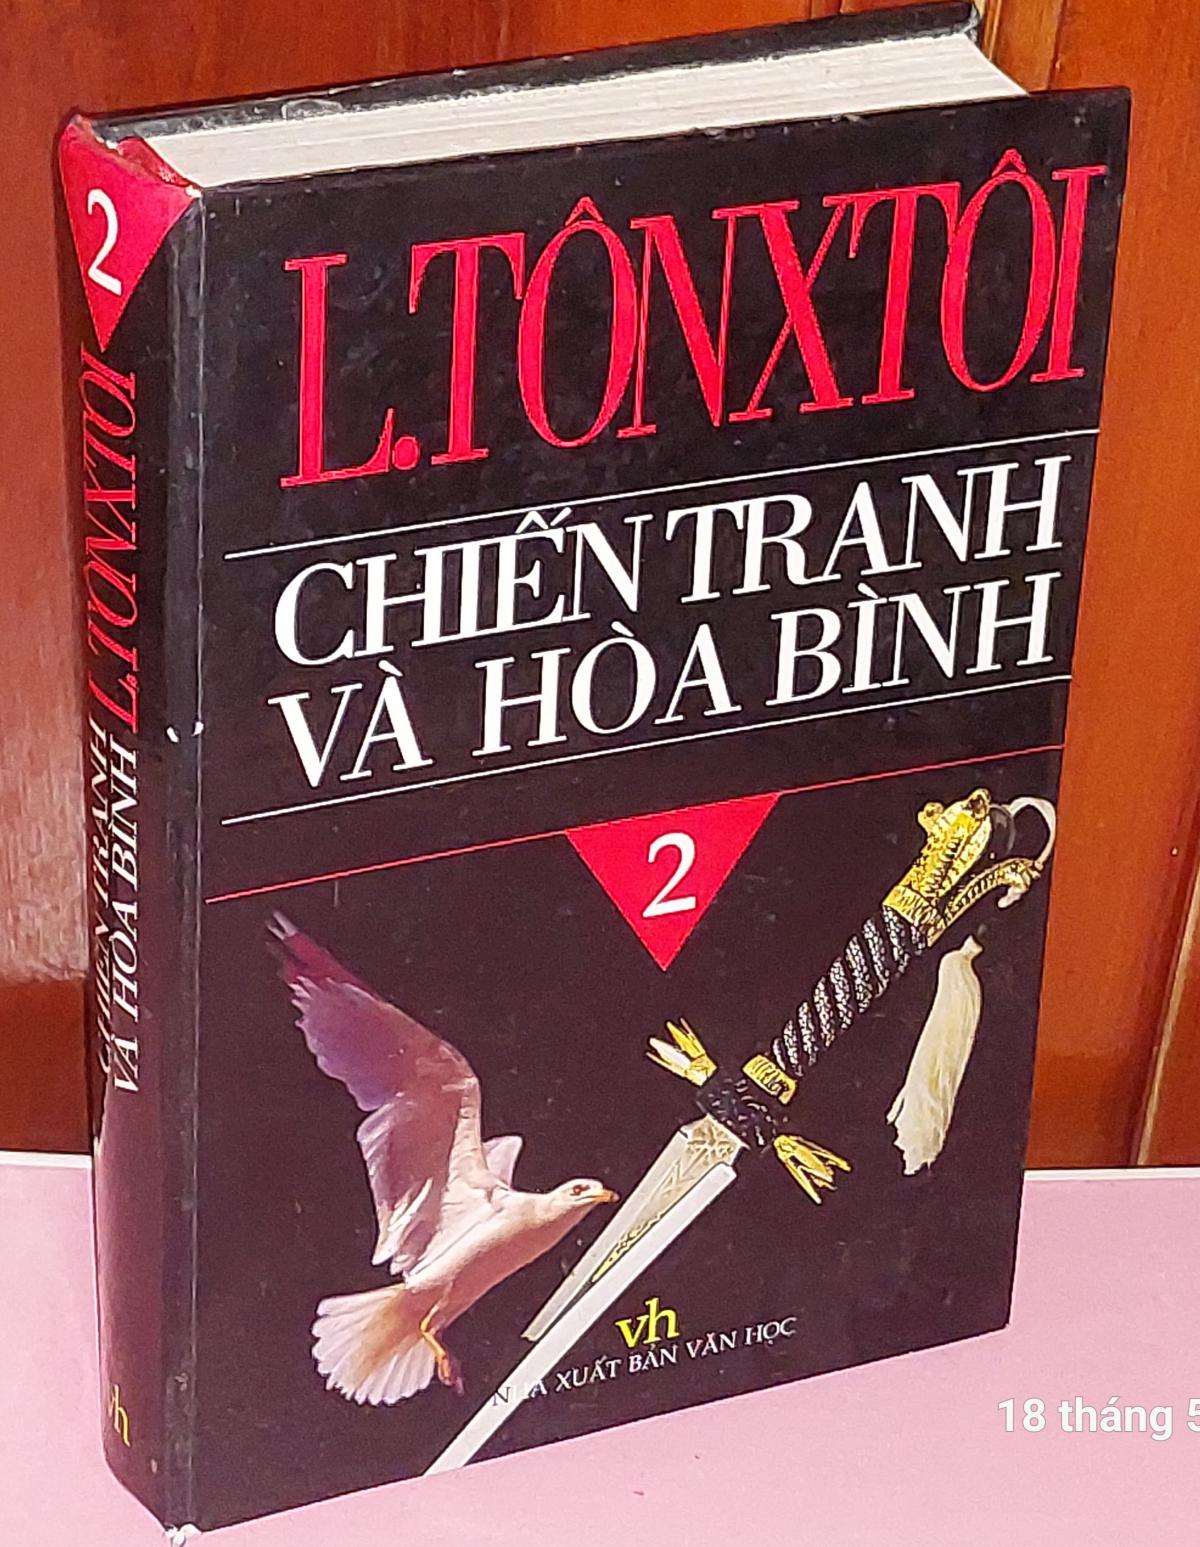 2
L.TÔNXTÔI
CHIẾN TRANH
VÀ HÒA BÌNH
2
L.TÔNXTÔI
CHIẾN TRANH
VÀ HÒA BÌNH
2
vh
NHÀ XUẤT BẢN VĂN HỌC
vh
18 tháng 5